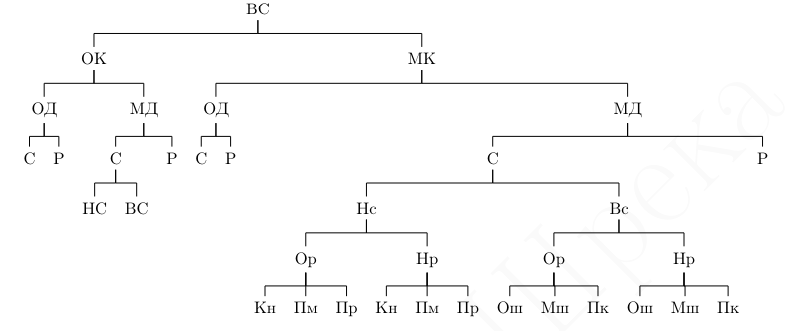 ВС
ОК МК
ОД МД ОД МД
С Р С Р С Р С Р
НС ВС Нс Вс
Ор Нр Ор Нр
Кн Пм Пр Кн Пм Пр Ош Мш Пк Ош Мш Пк